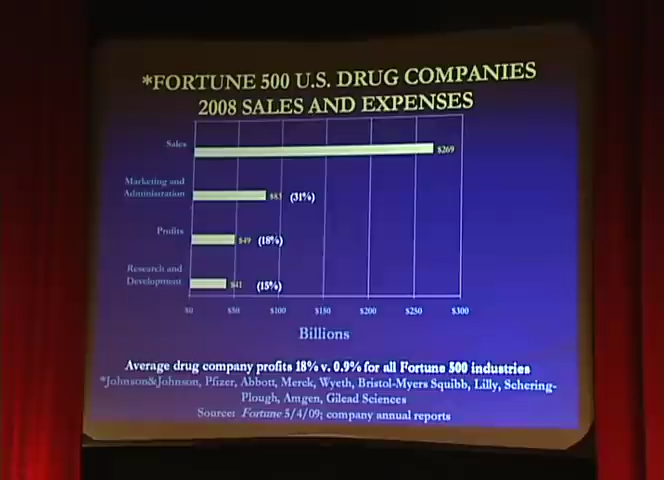 *FORTUNE 500 U.S. DRUG COMPANIES
2008 SALES AND EXPENSES
Sales
$269
Marketing and
Administration
$83 (31%)
Profits
$49 (18%)
Research and
Development
$41 (15%)
$0 $50 $100 $150 $200 $250 $300
Billions
Average drug company profits 18% v. 0.9% for all Fortune 500 industries
*Johnson&Johnson, Pfizer, Abbott, Merck, Wyeth, Bristol-Myers Squibb, Lilly, Schering-
Plough, Amgen, Gilead Sciences
Source: Fortune 5/4/09; company annual reports